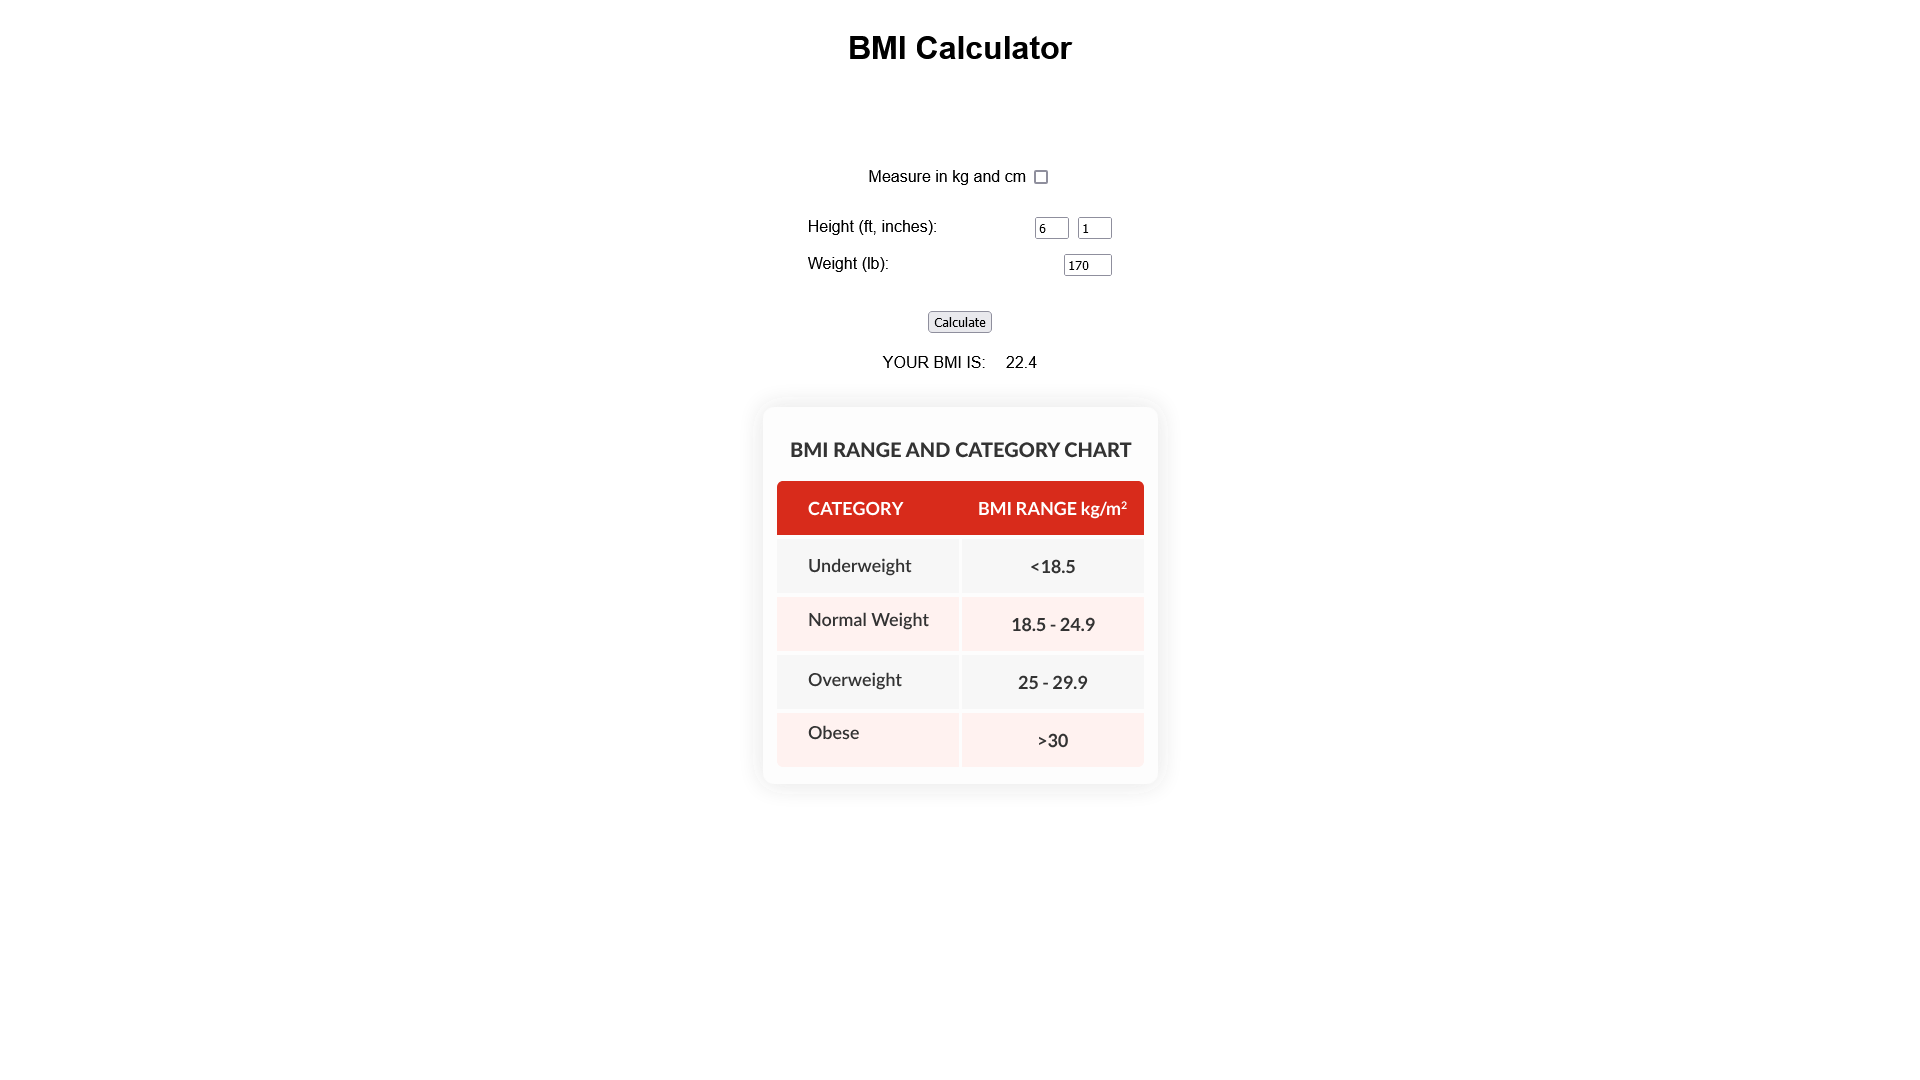 BMI Calculator
Measure in kg and cm
Height (ft, inches): 6 1
Weight (lb): 170
Calculate
YOUR BMI IS: 22.4
BMI RANGE AND CATEGORY CHART
CATEGORY BMI RANGE kg/m²
Underweight <18.5
Normal Weight 18.5 - 24.9
Overweight 25 - 29.9
Obese >30